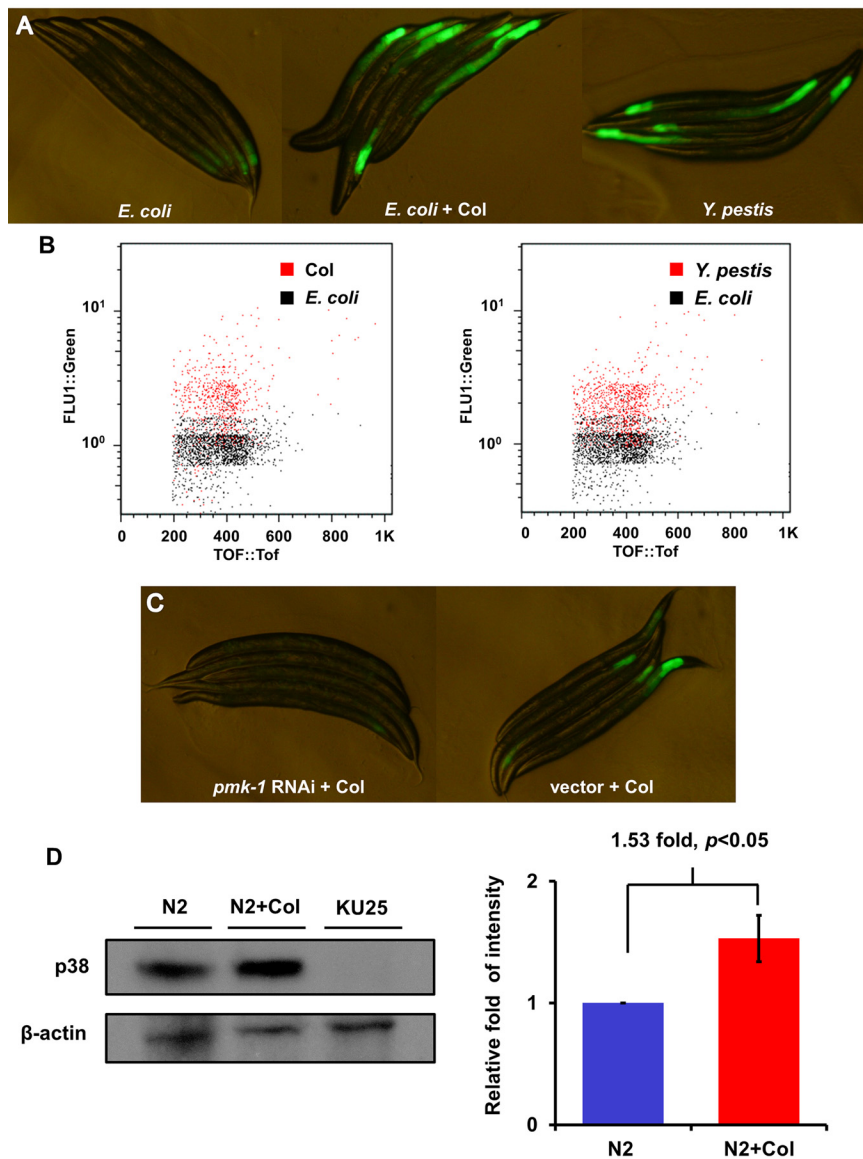 A
E. coli
E. coli + Col
Y. pestis
B
FLU1::Green
10¹
10⁰
Col
E. coli
0 200 400 600 800 1K
TOF::Tof
FLU1::Green
10¹
10⁰
Y. pestis
E. coli
0 200 400 600 800 1K
TOF::Tof
C
pmk-1 RNAi + Col
vector + Col
D
N2 N2+Col KU25
p38
β-actin
1.53 fold, p<0.05
Relative fold of intensity
2
1
0
N2 N2+Col